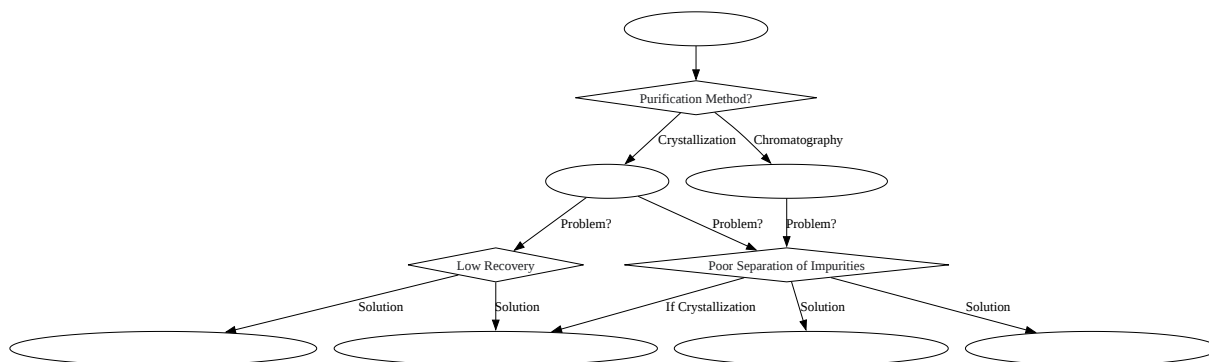 Purification Method?
Crystallization
Chromatography
Problem?
Problem?
Problem?
Low Recovery
Poor Separation of Impurities
Solution
Solution
If Crystallization
Solution
Solution